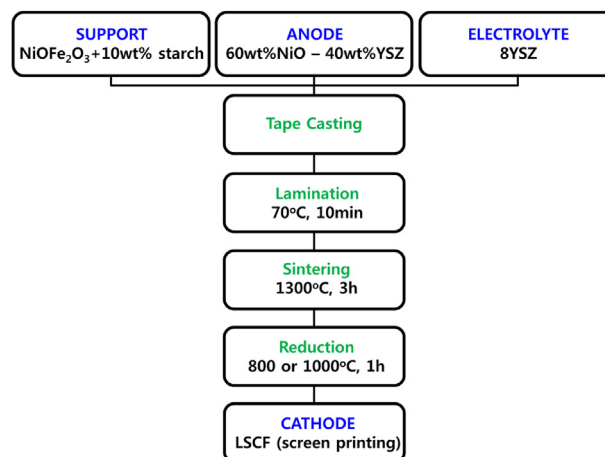 SUPPORT
NiOFe₂O₃+10wt% starch
ANODE
60wt%NiO – 40wt%YSZ
ELECTROLYTE
8YSZ
Tape Casting
Lamination
70ºC, 10min
Sintering
1300ºC, 3h
Reduction
800 or 1000ºC, 1h
CATHODE
LSCF (screen printing)